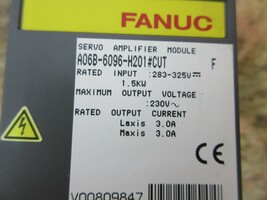 FANUC
SERVO AMPLIFIER MODULE
A06B-6096-H201#CUT F
RATED INPUT :283-325V⎓
1.5KW
MAXIMUM OUTPUT VOLTAGE
:230V~
RATED OUTPUT CURRENT
Laxis 3.0A
Maxis 3.0A
V00809847